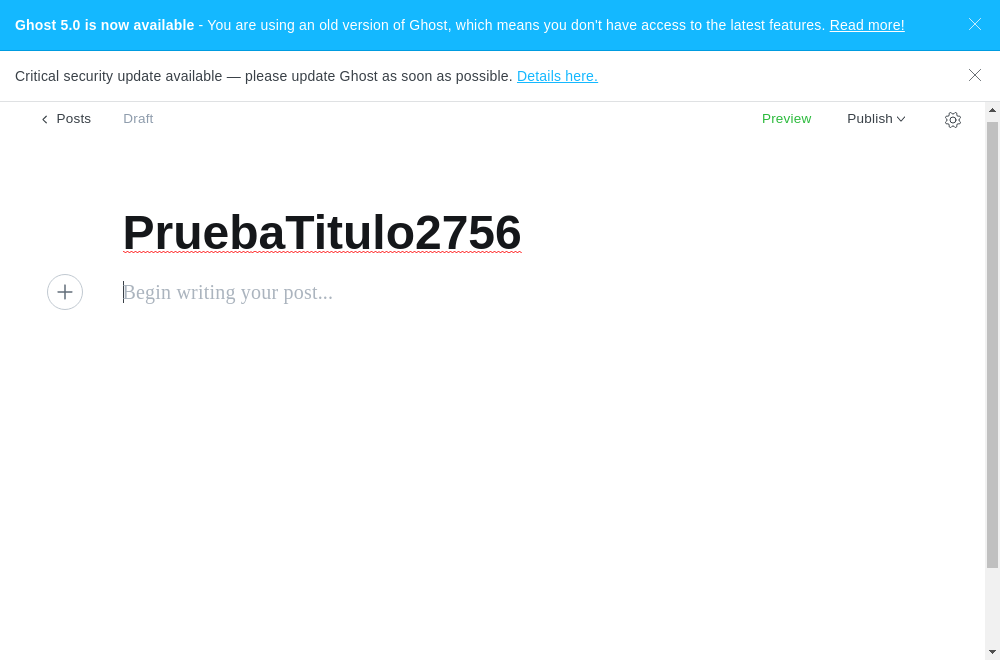 Ghost 5.0 is now available - You are using an old version of Ghost, which means you don't have access to the latest features. Read more!
Critical security update available — please update Ghost as soon as possible. Details here.
Posts Draft Preview Publish
PruebaTitulo2756
Begin writing your post...